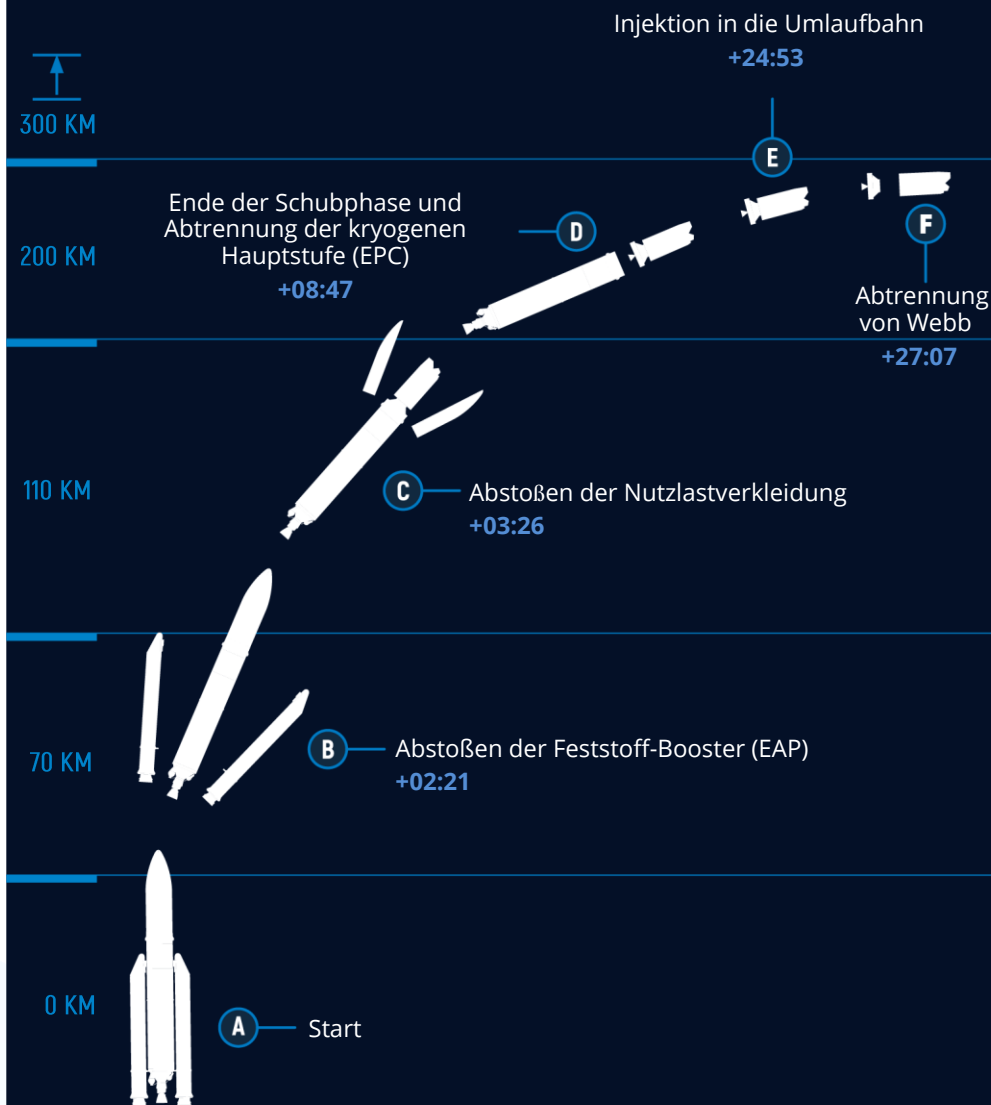 Injektion in die Umlaufbahn
+24:53
300 KM
E
Ende der Schubphase und
Abtrennung der kryogenen
Hauptstufe (EPC)
+08:47
D
F
200 KM
Abtrennung
von Webb
+27:07
110 KM
C
Abstoßen der Nutzlastverkleidung
+03:26
70 KM
B
Abstoßen der Feststoff-Booster (EAP)
+02:21
0 KM
A
Start